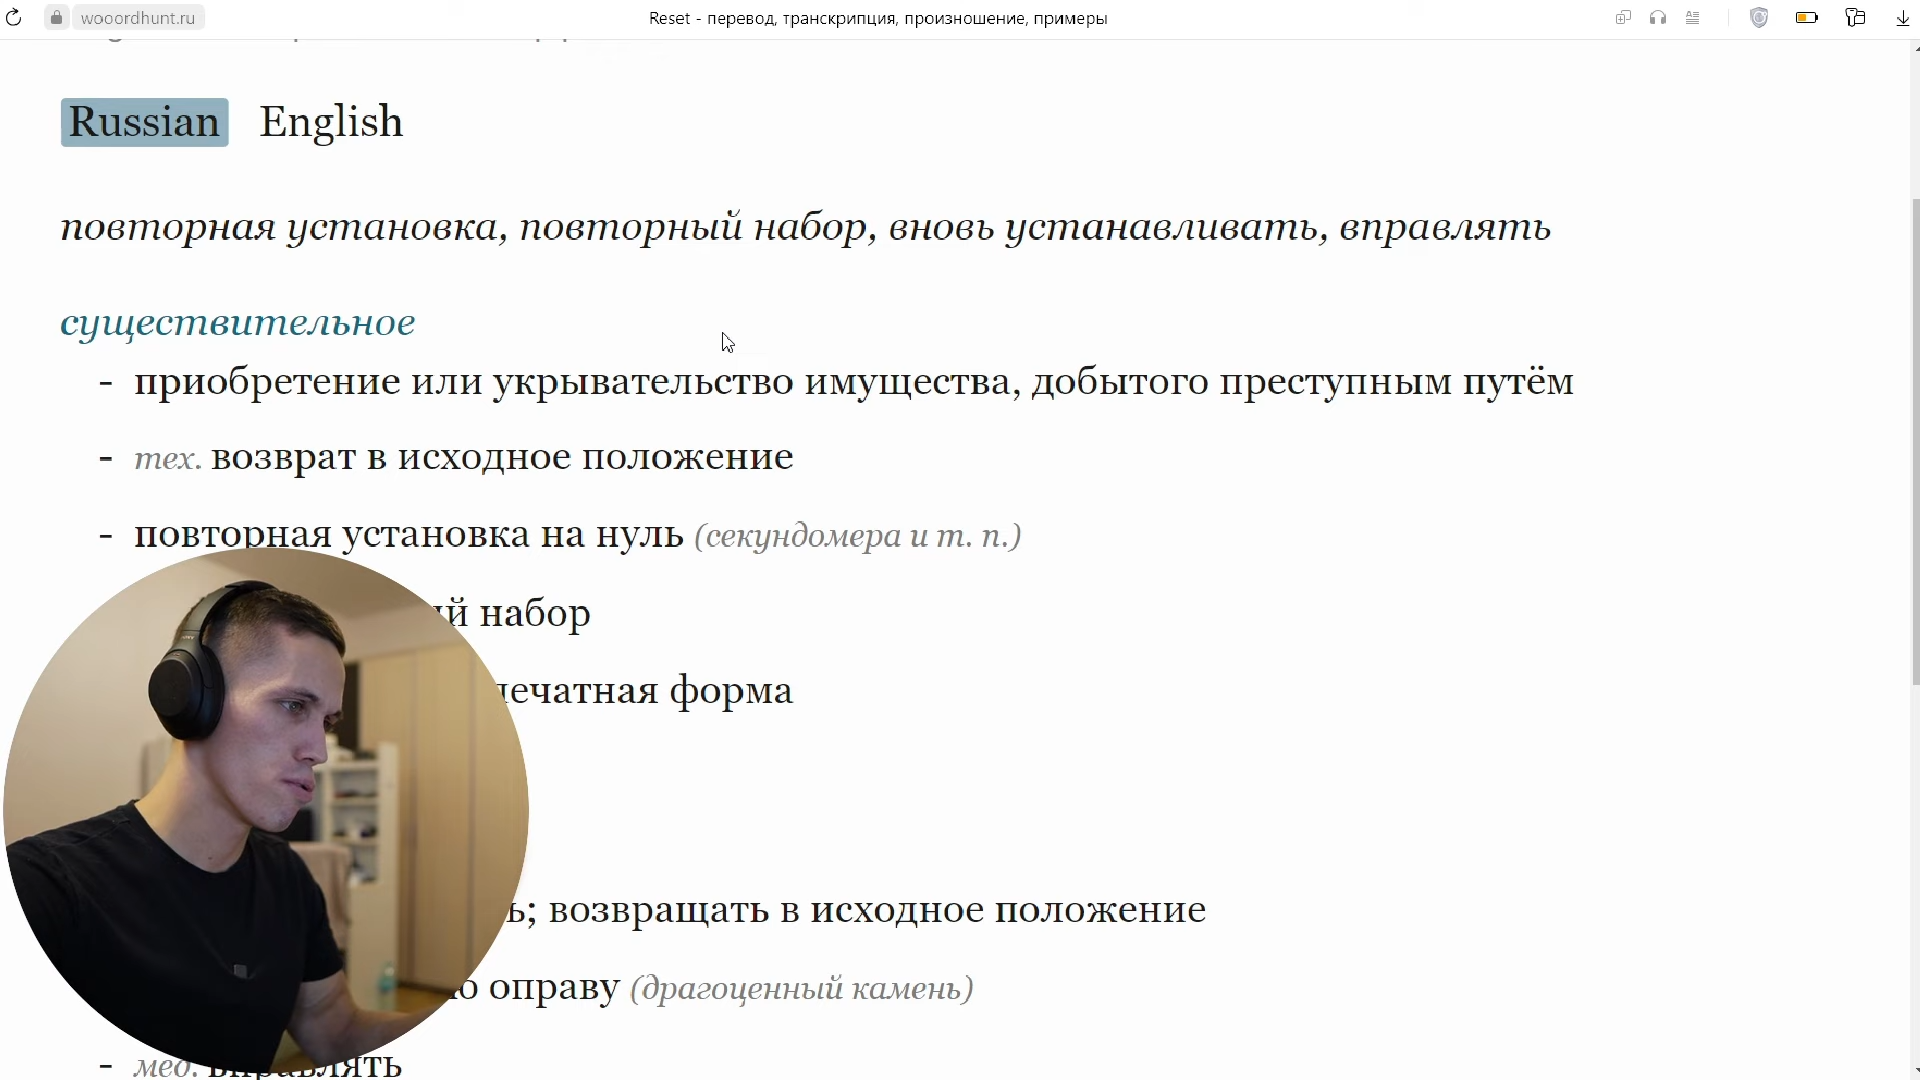 wooordhunt.ru
Reset - перевод, транскрипция, произношение, примеры
Russian English
повторная установка, повторный набор, вновь устанавливать, вправлять
существительное
- приобретение или укрывательство имущества, добытого преступным путём
- тех. возврат в исходное положение
- повторная установка на нуль (секундомера и т. п.)
й набор
печатная форма
ь; возвращать в исходное положение
ю оправу (драгоценный камень)
- мед. вправлять